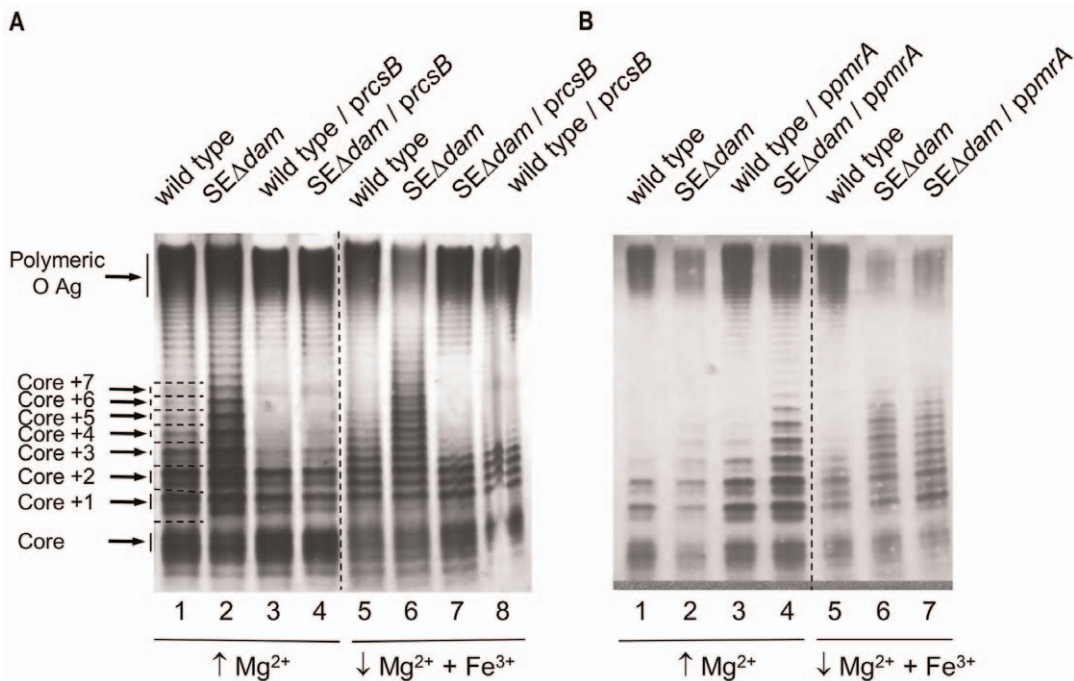 A
B
wild type
SEΔdam
wild type / prcsB
SEΔdam / prcsB
wild type
SEΔdam
SEΔdam / prcsB
wild type / prcsB
wild type
SEΔdam
wild type / ppmrA
SEΔdam / ppmrA
wild type
SEΔdam
SEΔdam / ppmrA
Polymeric
O Ag
Core +7
Core +6
Core +5
Core +4
Core +3
Core +2
Core +1
Core
1 2 3 4 5 6 7 8
1 2 3 4 5 6 7
↑ Mg²⁺ ↓ Mg²⁺ + Fe³⁺
↑ Mg²⁺ ↓ Mg²⁺ + Fe³⁺